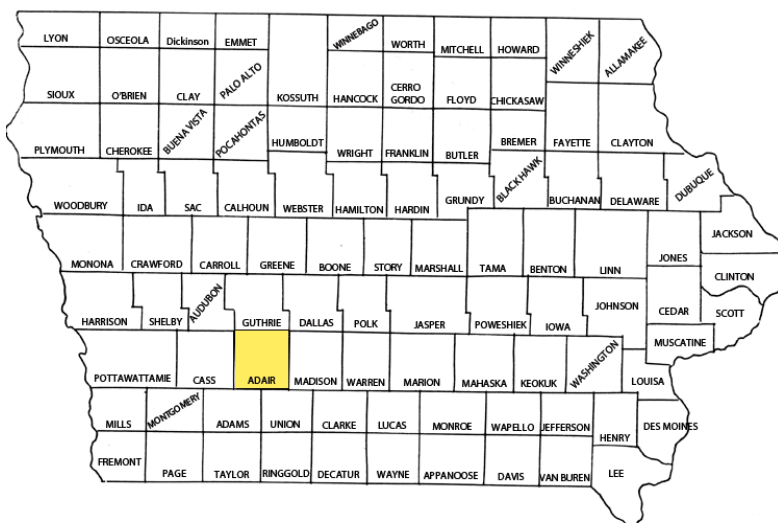 LYON OSCEOLA Dickinson EMMET WINNEBAGO WORTH MITCHELL HOWARD WINNESHIEK ALLAMAKEE
SIOUX O'BRIEN CLAY PALO ALTO KOSSUTH HANCOCK CERRO GORDO FLOYD CHICKASAW
PLYMOUTH CHEROKEE BUENA VISTA POCAHONTAS HUMBOLDT WRIGHT FRANKLIN BUTLER BREMER FAYETTE CLAYTON
WOODBURY IDA SAC CALHOUN WEBSTER HAMILTON HARDIN GRUNDY BLACK HAWK BUCHANAN DELAWARE DUBUQUE
MONONA CRAWFORD CARROLL GREENE BOONE STORY MARSHALL TAMA BENTON LINN JONES JACKSON
CLINTON
HARRISON SHELBY AUDUBON GUTHRIE DALLAS POLK JASPER POWESHIEK IOWA JOHNSON CEDAR SCOTT
MUSCATINE
POTTAWATTAMIE CASS ADAIR MADISON WARREN MARION MAHASKA KEOKUK WASHINGTON LOUISA
MILLS MONTGOMERY ADAMS UNION CLARKE LUCAS MONROE WAPELLO JEFFERSON HENRY DES MOINES
FREMONT PAGE TAYLOR RINGGOLD DECATUR WAYNE APPANOOSE DAVIS VAN BUREN LEE